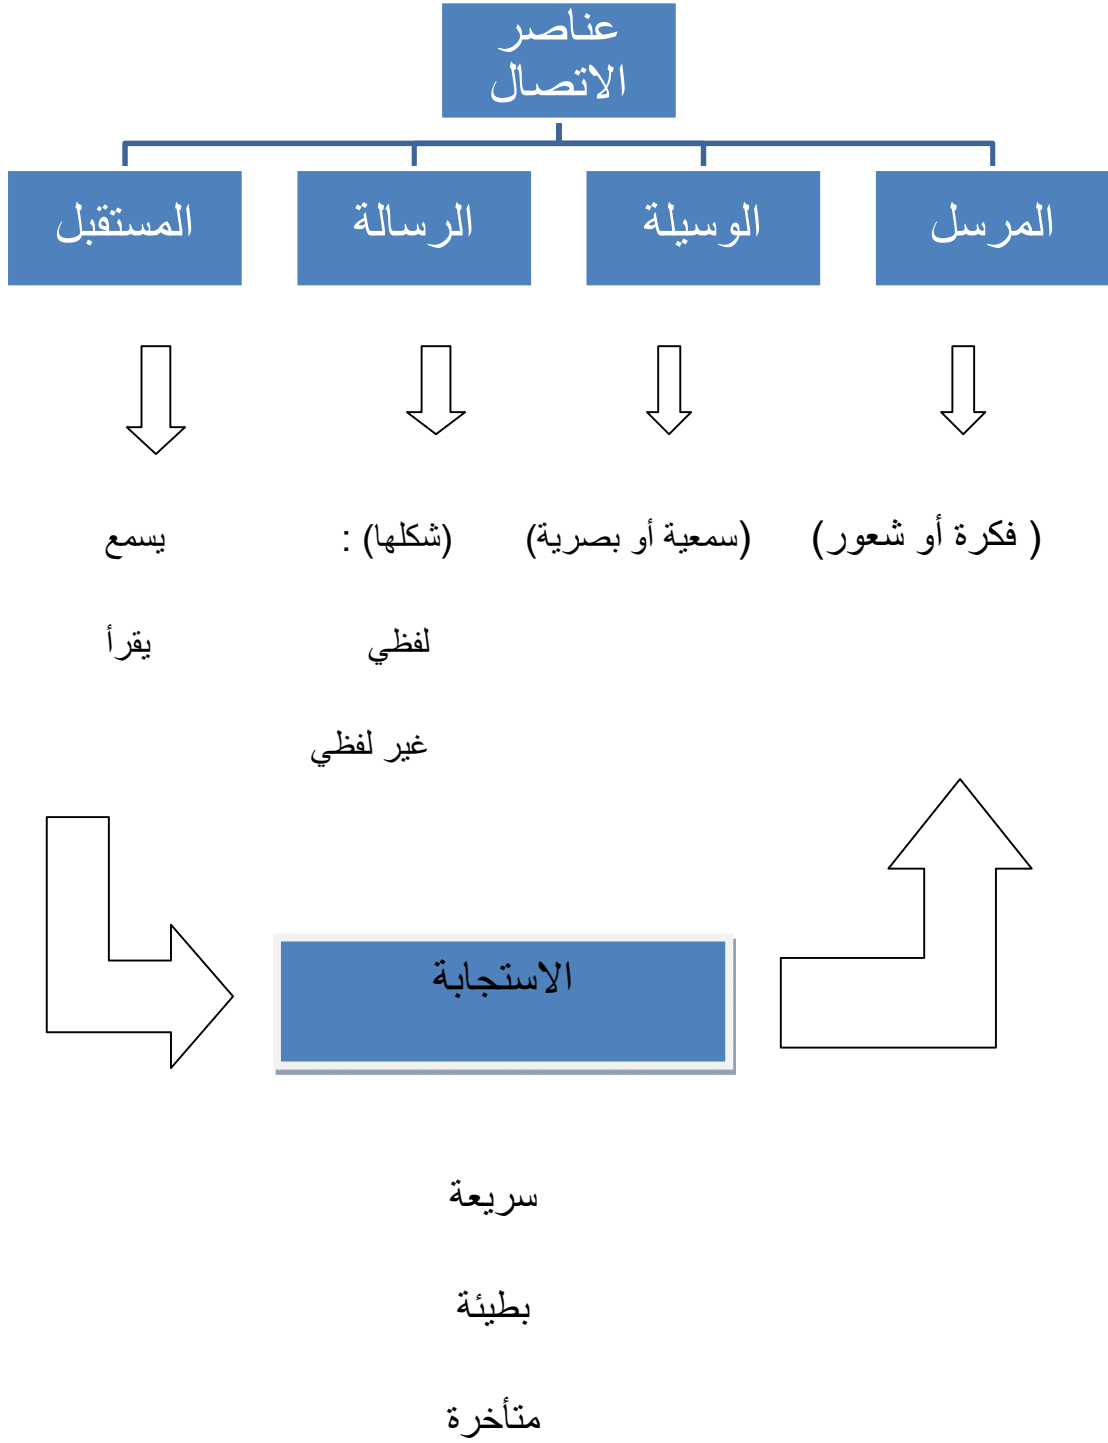 عناصر
الاتصال
المرسل
الوسيلة
الرسالة
المستقبل
( فكرة أو شعور)
(سمعية أو بصرية)
(شكلها) :
يسمع
لفظي
يقرأ
غير لفظي
الاستجابة
سريعة
بطيئة
متأخرة